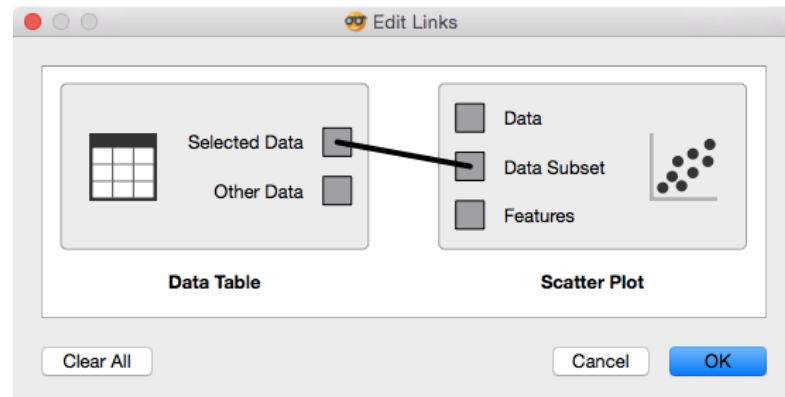 Edit Links
Selected Data
Other Data
Data
Data Subset
Features
Data Table
Scatter Plot
Clear All
Cancel
OK